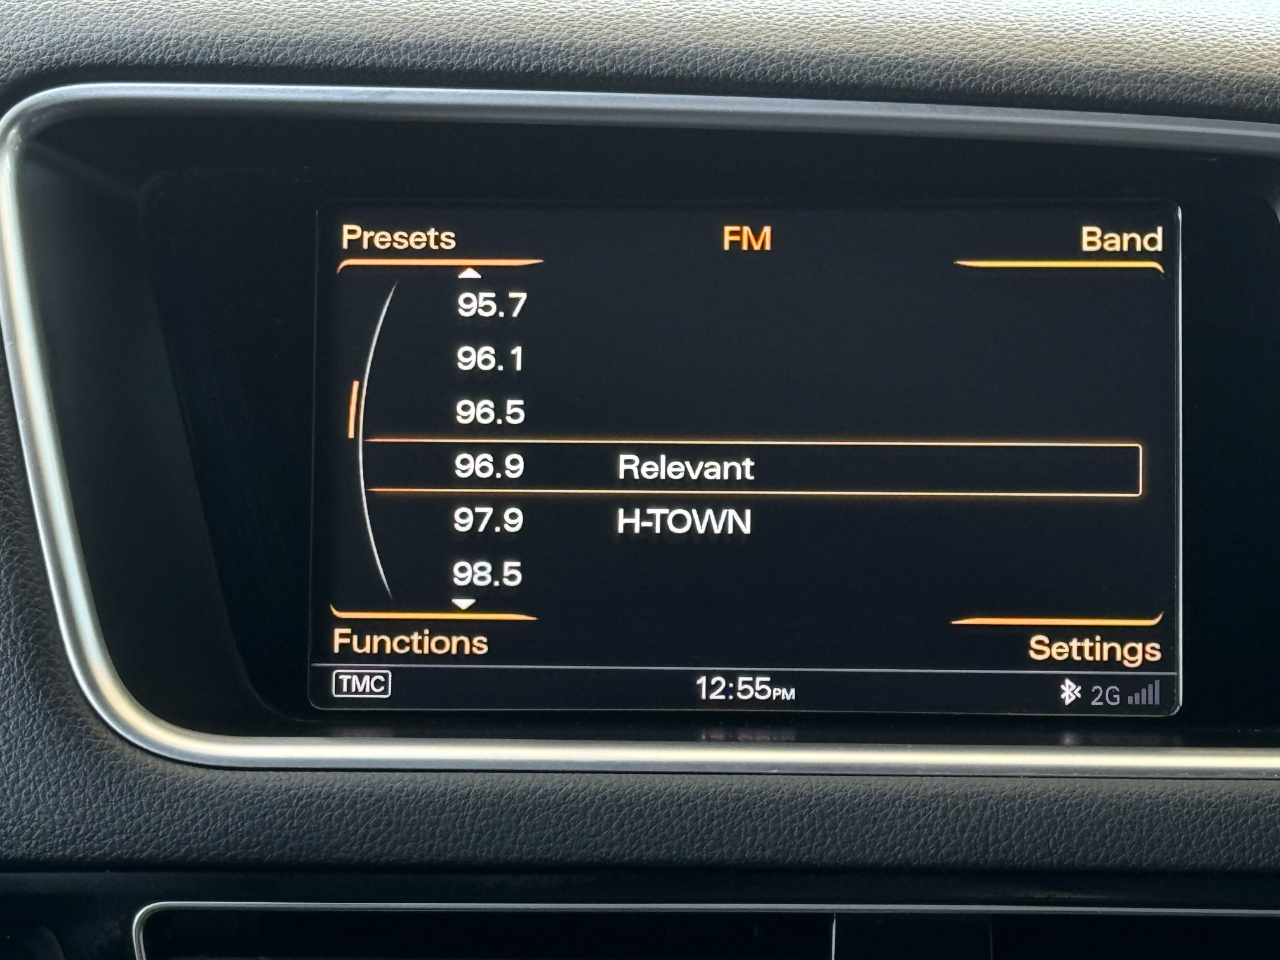 Presets FM Band
95.7
96.1
96.5
96.9 Relevant
97.9 H-TOWN
98.5
Functions Settings
TMC 12:55PM 2G